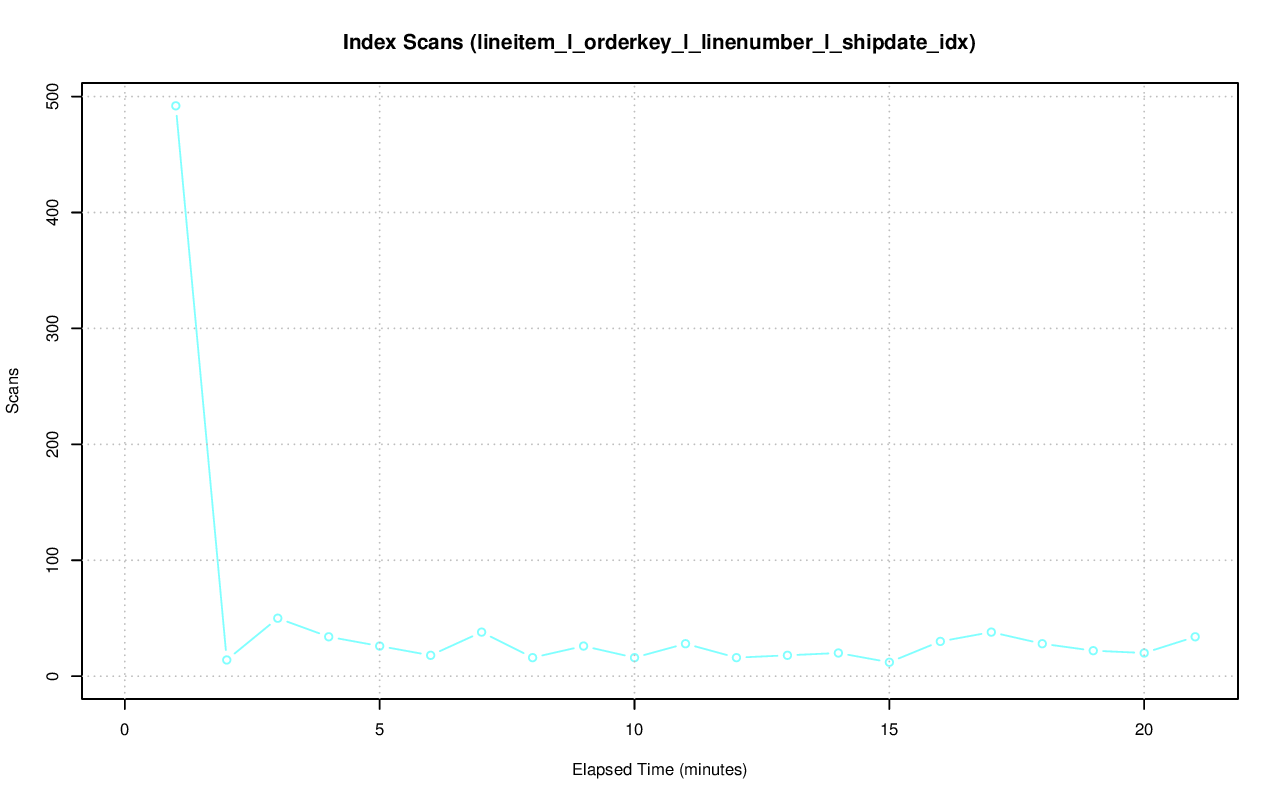 Index Scans (lineitem_l_orderkey_l_linenumber_l_shipdate_idx)
500
400
300
200
100
0
Scans
0 5 10 15 20
Elapsed Time (minutes)